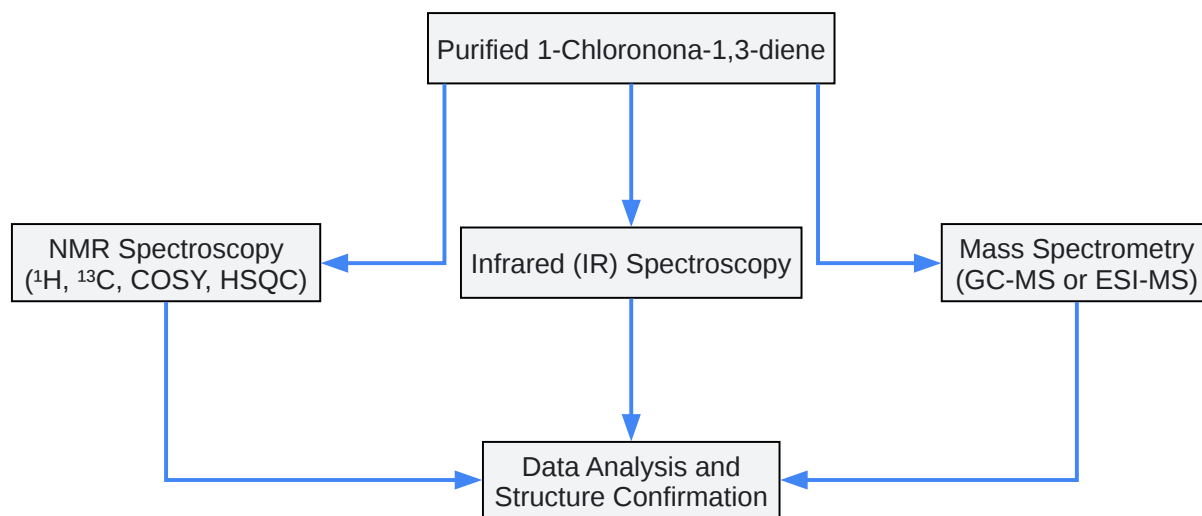 Purified 1-Chloronona-1,3-diene
NMR Spectroscopy
(¹H, ¹³C, COSY, HSQC)
Infrared (IR) Spectroscopy
Mass Spectrometry
(GC-MS or ESI-MS)
Data Analysis and
Structure Confirmation